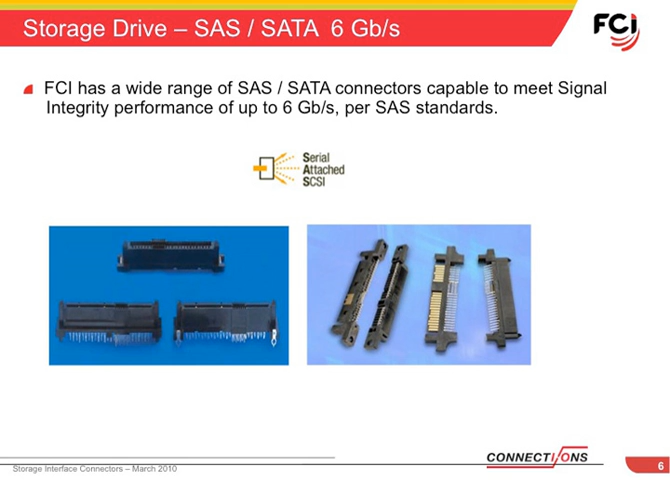 Storage Drive – SAS / SATA 6 Gb/s
FCI
FCI has a wide range of SAS / SATA connectors capable to meet Signal
Integrity performance of up to 6 Gb/s, per SAS standards.
Serial
Attached
SCSI
CONNECTIONS
Storage Interface Connectors – March 2010
6